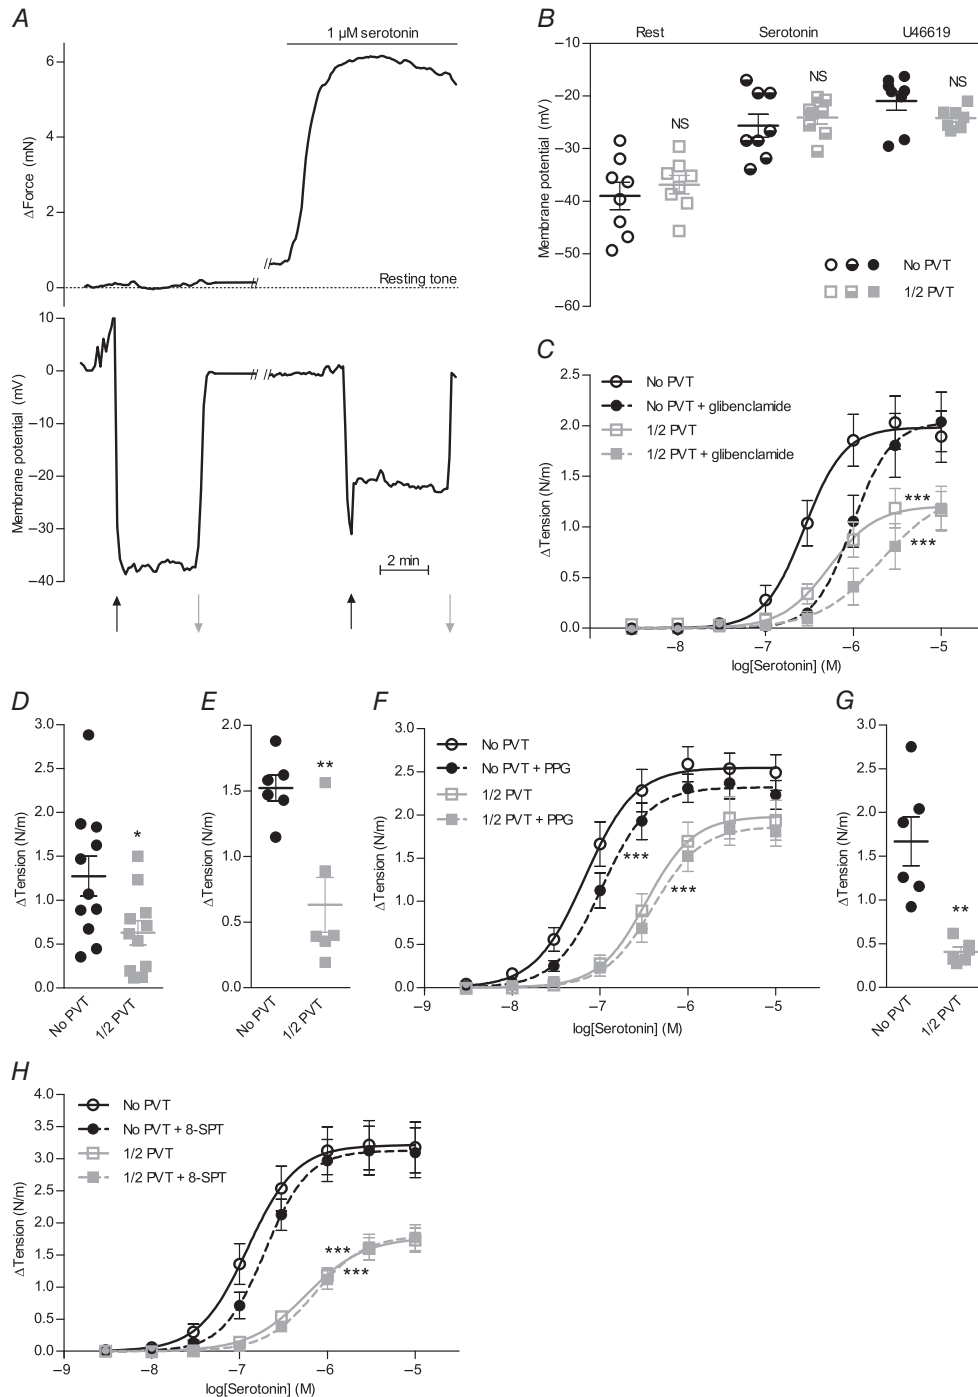 A
1 µM serotonin
6
4
2
0
ΔForce (mN)
Resting tone
10
0
−10
−20
−30
−40
Membrane potential (mV)
2 min
B
Rest Serotonin U46619
−10
−20
−30
−40
−50
−60
Membrane potential (mV)
NS
NS
NS
No PVT
1/2 PVT
C
2.5
2.0
1.5
1.0
0.5
0.0
ΔTension (N/m)
No PVT
No PVT + glibenclamide
1/2 PVT
1/2 PVT + glibenclamide
***
***
−8 −7 −6 −5
log[Serotonin] (M)
D
3.0
2.5
2.0
1.5
1.0
0.5
0.0
ΔTension (N/m)
*
No PVT 1/2 PVT
E
2.0
1.5
1.0
0.5
0.0
ΔTension (N/m)
**
No PVT 1/2 PVT
F
3.0
2.5
2.0
1.5
1.0
0.5
0.0
ΔTension (N/m)
No PVT
No PVT + PPG
1/2 PVT
1/2 PVT + PPG
***
***
−9 −8 −7 −6 −5
log[Serotonin] (M)
G
3.0
2.5
2.0
1.5
1.0
0.5
0.0
ΔTension (N/m)
**
No PVT 1/2 PVT
H
4.0
3.5
3.0
2.5
2.0
1.5
1.0
0.5
0.0
ΔTension (N/m)
No PVT
No PVT + 8-SPT
1/2 PVT
1/2 PVT + 8-SPT
***
***
−9 −8 −7 −6 −5
log[Serotonin] (M)